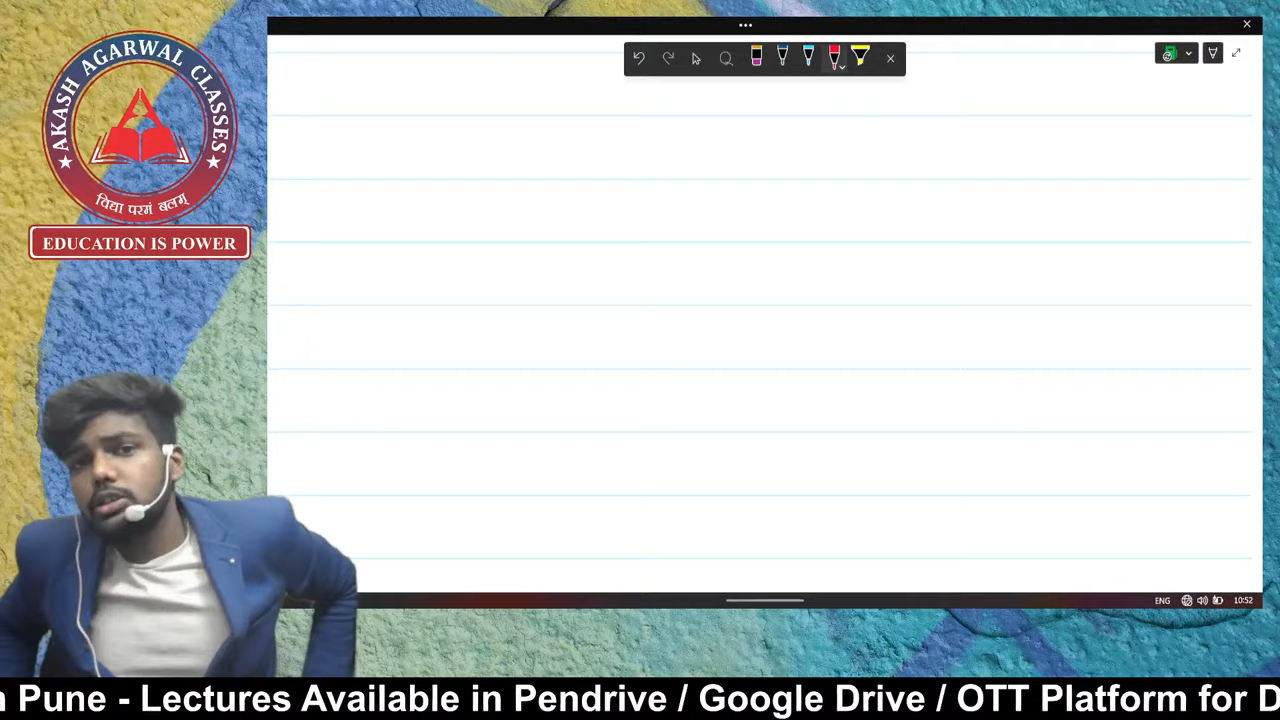 AKASH AGARWAL CLASSES
विद्या परमं बलम्
EDUCATION IS POWER
ENG
10:52
n Pune - Lectures Available in Pendrive / Google Drive / OTT Platform for D